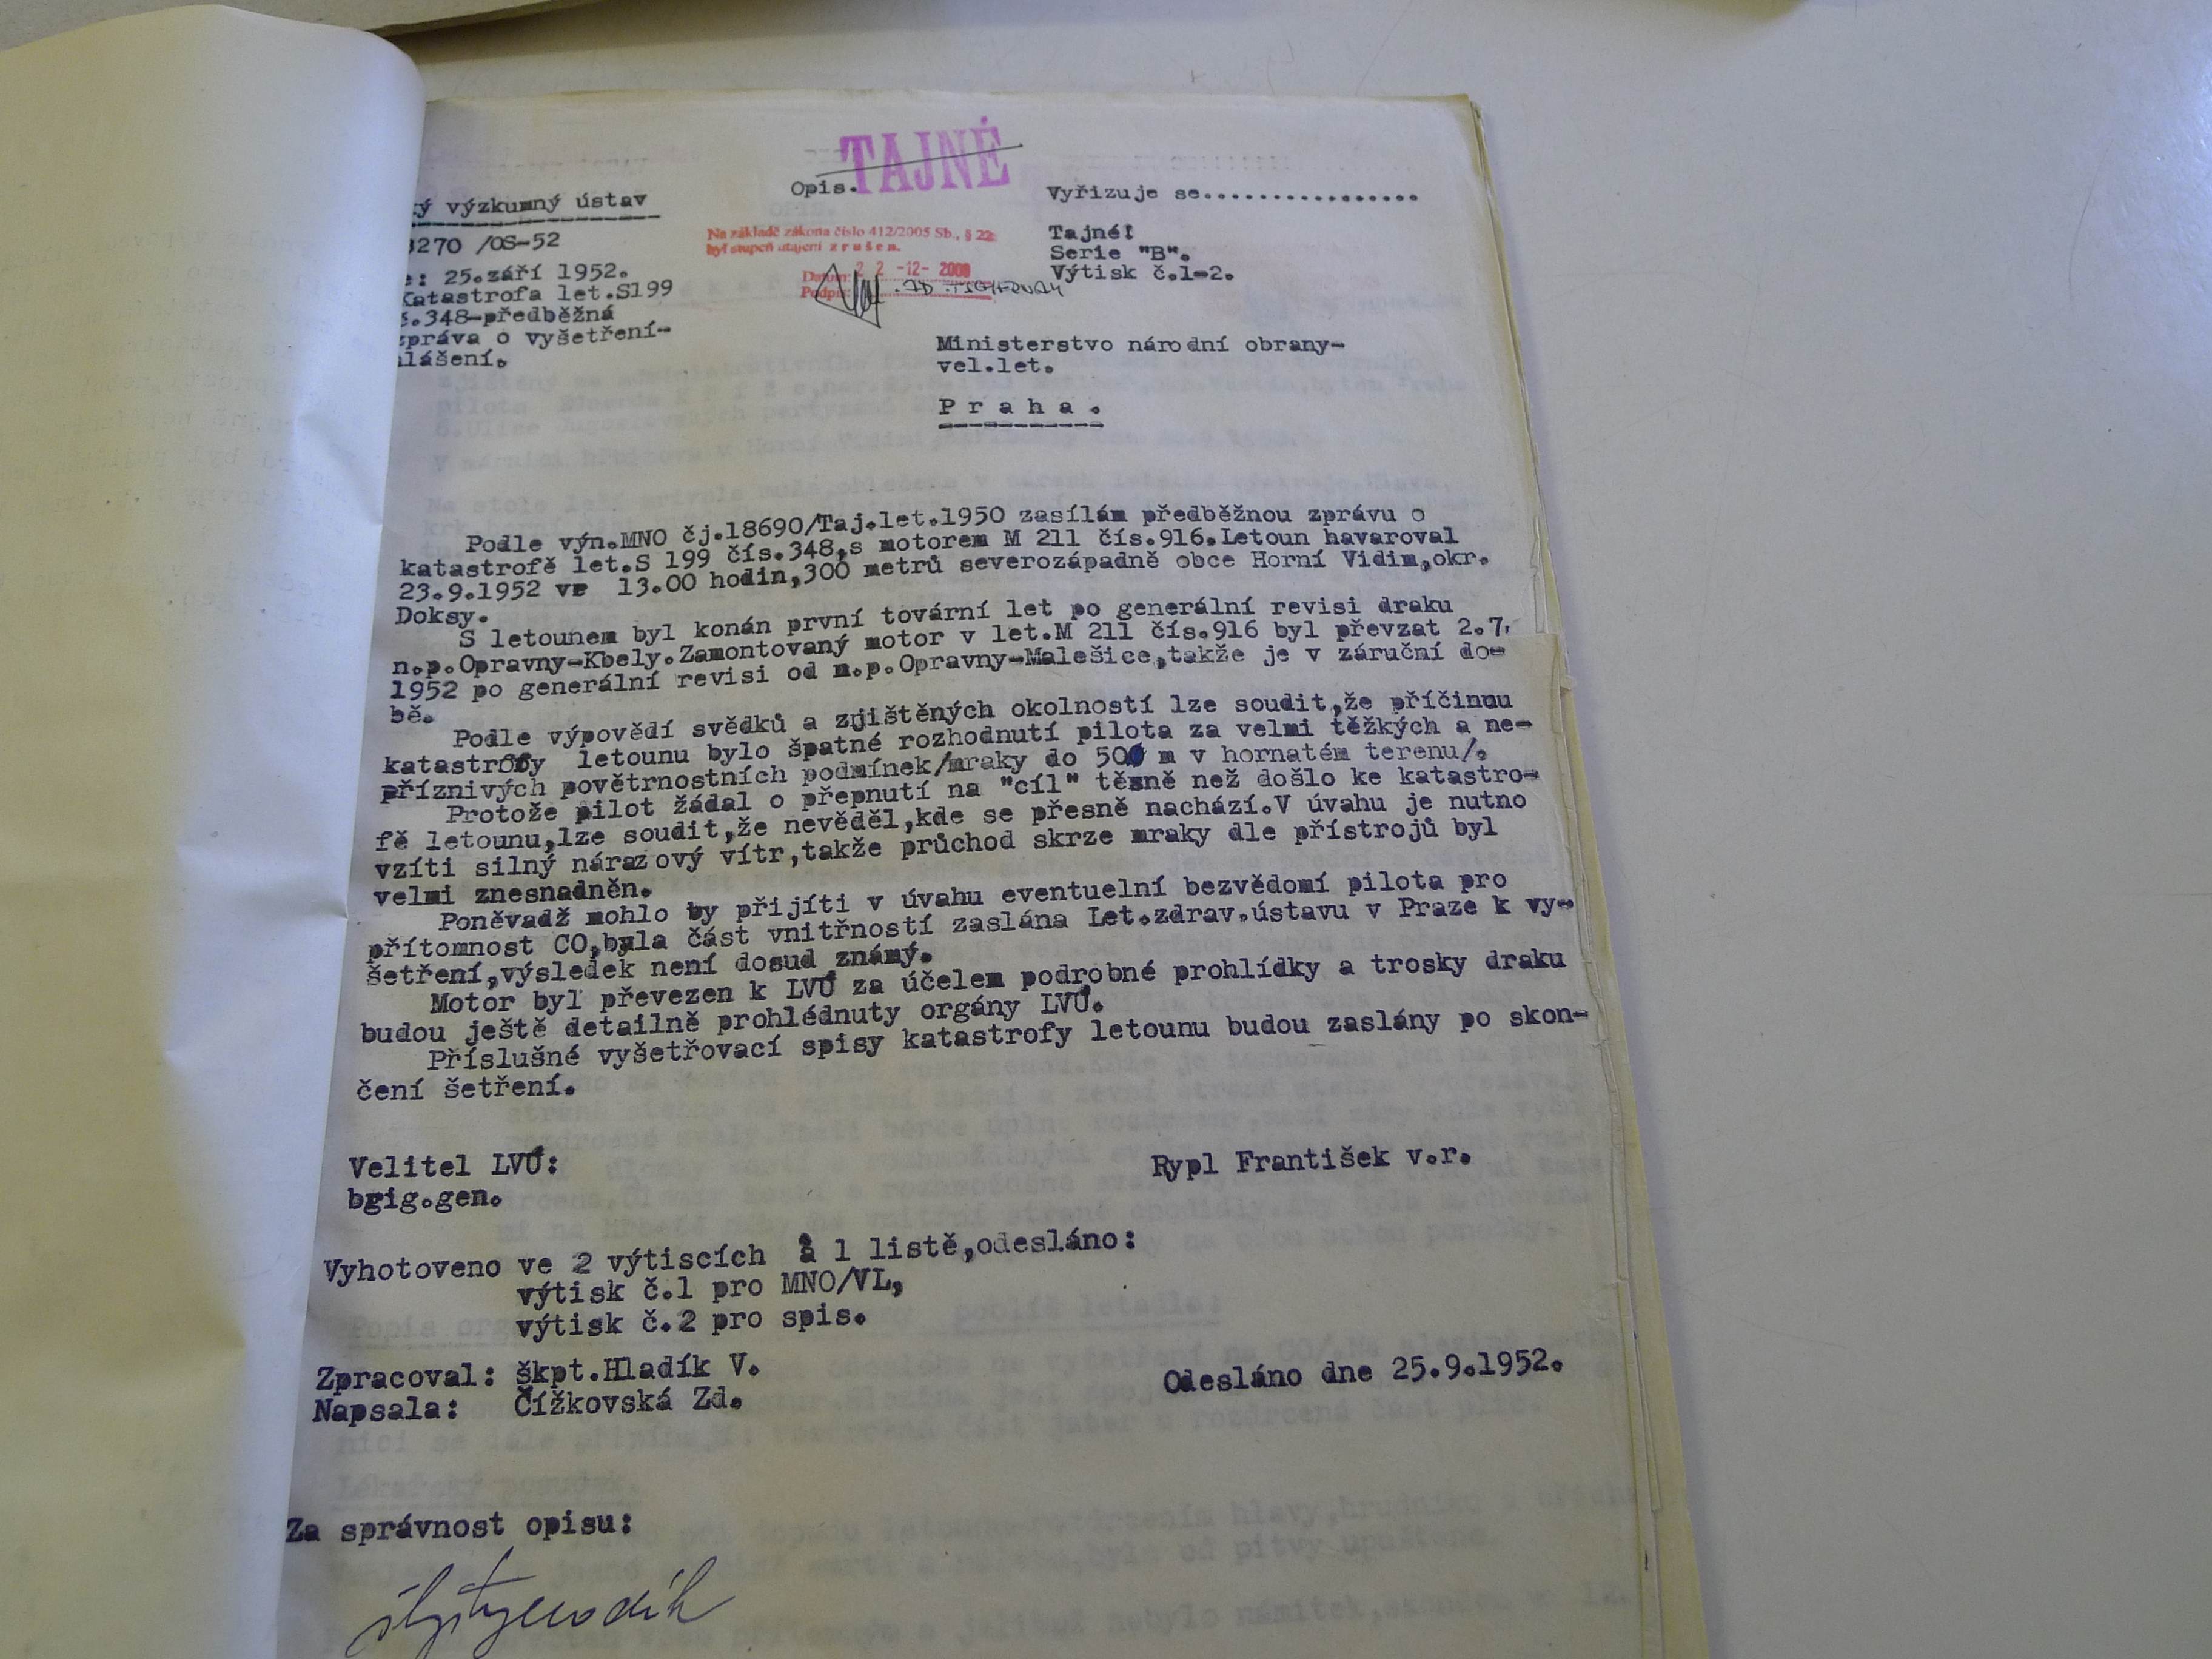 TAJNÉ
Opis.
Vyřizuje se.................
ký výzkumný ústav
3270 /OS-52
Na základě zákona číslo 412/2005 Sb., § 22
byl stupeň utajení zrušen.
Datum: 22 -12- 2008
Podpis:
Tajné!
Serie "B".
Výtisk č.1-2.
e: 25.září 1952.
Katastrofa let.S199
č.348-předběžná
zpráva o vyšetření-
hlášení.
Ministerstvo národní obrany-
vel.let.
Praha.
Podle výn.MNO čj.18690/Taj.let.1950 zasílám předběžnou zprávu o
katastrofě let.S 199 čís.348,s motorem M 211 čís.916.Letoun havaroval
23.9.1952 ve 13.00 hodin,300 metrů severozápadně obce Horní Vidim,okr.
Doksy.
S letounem byl konán první tovární let po generální revisi draku
n.p.Opravny-Kbely.Zamontovaný motor v let.M 211 čís.916 byl převzat 2.7.
1952 po generální revisi od n.p.Opravny-Malešice,takže je v záruční do-
bě.
Podle výpovědí svědků a zjištěných okolností lze soudit,že příčinou
katastrofy letounu bylo špatné rozhodnutí pilota za velmi těžkých a ne-
příznivých povětrnostních podmínek/mraky do 500 m v hornatém terenu/.
Protože pilot žádal o přepnutí na "cíl" těsně než došlo ke katastro-
fě letounu,lze soudit,že nevěděl,kde se přesně nachází.V úvahu je nutno
vzíti silný nárazový vítr,takže průchod skrze mraky dle přístrojů byl
velmi znesnadněn.
Poněvadž mohlo by přijíti v úvahu eventuelní bezvědomí pilota pro
přítomnost CO,byla část vnitřností zaslána Let.zdrav.ústavu v Praze k vy-
šetření,výsledek není dosud známý.
Motor byl převezen k LVÚ za účelem podrobné prohlídky a trosky draku
budou ještě detailně prohlédnuty orgány LVÚ.
Příslušné vyšetřovací spisy katastrofy letounu budou zaslány po skon-
čení šetření.
Velitel LVÚ:
brig.gen.
Rypl František v.r.
Vyhotoveno ve 2 výtiscích à 1 listě,odesláno:
výtisk č.1 pro MNO/VL,
výtisk č.2 pro spis.
Zpracoval: škpt.Hladík V.
Napsala: Čížkovská Zd.
Odesláno dne 25.9.1952.
Za správnost opisu: